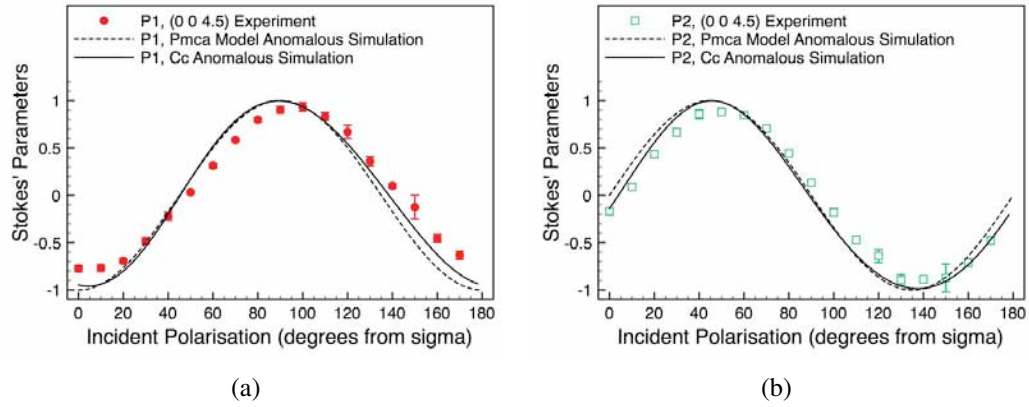 P1, (0 0 4.5) Experiment
P1, Pmca Model Anomalous Simulation
P1, Cc Anomalous Simulation
Stokes' Parameters
1
0.5
0
-0.5
-1
0 20 40 60 80 100 120 140 160 180
Incident Polarisation (degrees from sigma)
(a)
P2, (0 0 4.5) Experiment
P2, Pmca Model Anomalous Simulation
P2, Cc Anomalous Simulation
Stokes' Parameters
1
0.5
0
-0.5
-1
0 20 40 60 80 100 120 140 160 180
Incident Polarisation (degrees from sigma)
(b)